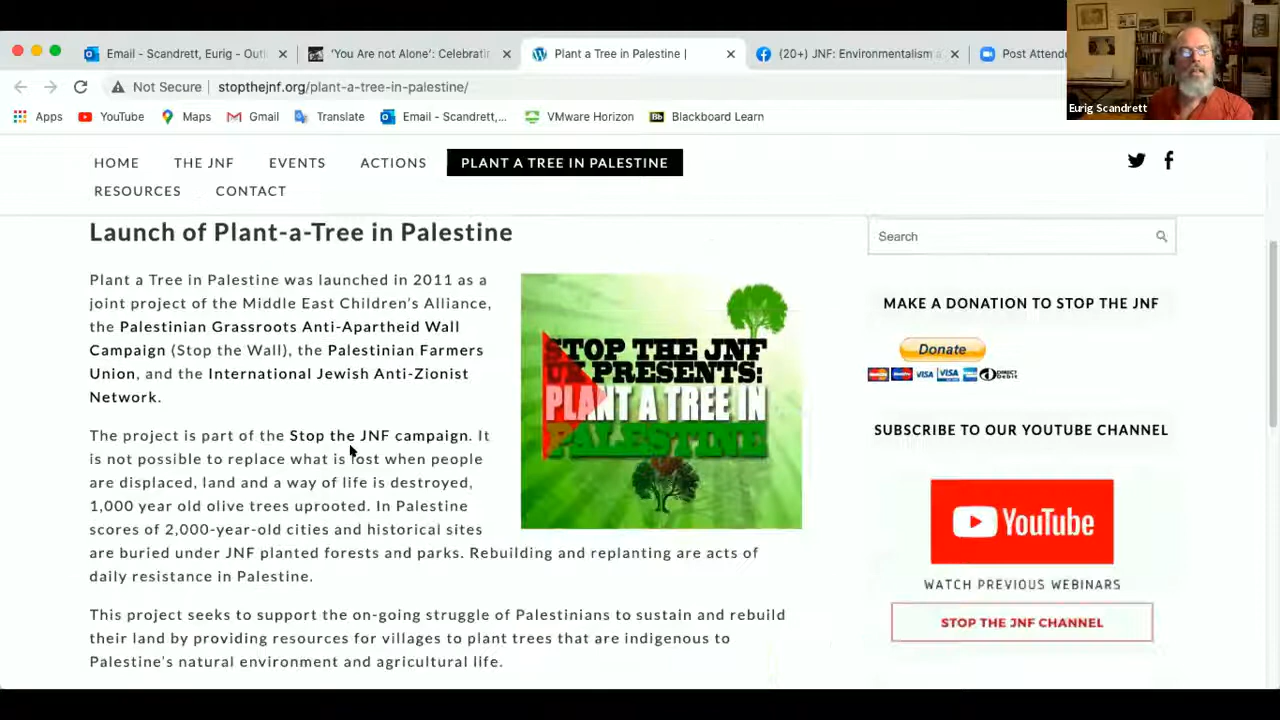 Email - Scandrett, Eurig - Outl
'You Are not Alone': Celebratin
Plant a Tree in Palestine |
(20+) JNF: Environmentalism a
Post Attende
Not Secure | stopthejnf.org/plant-a-tree-in-palestine/
Eurig Scandrett
Apps YouTube Maps Gmail Translate Email - Scandrett,... VMware Horizon Bb Blackboard Learn
HOME THE JNF EVENTS ACTIONS PLANT A TREE IN PALESTINE
RESOURCES CONTACT
Launch of Plant-a-Tree in Palestine
Plant a Tree in Palestine was launched in 2011 as a
joint project of the Middle East Children's Alliance,
the Palestinian Grassroots Anti-Apartheid Wall
Campaign (Stop the Wall), the Palestinian Farmers
Union, and the International Jewish Anti-Zionist
Network.
The project is part of the Stop the JNF campaign. It
is not possible to replace what is lost when people
are displaced, land and a way of life is destroyed,
1,000 year old olive trees uprooted. In Palestine
scores of 2,000-year-old cities and historical sites
are buried under JNF planted forests and parks. Rebuilding and replanting are acts of
daily resistance in Palestine.
This project seeks to support the on-going struggle of Palestinians to sustain and rebuild
their land by providing resources for villages to plant trees that are indigenous to
Palestine's natural environment and agricultural life.
STOP THE JNF
UK PRESENTS:
PLANT A TREE IN
PALESTINE
Search
MAKE A DONATION TO STOP THE JNF
Donate
VISA VISA DIRECT Debit
SUBSCRIBE TO OUR YOUTUBE CHANNEL
YouTube
WATCH PREVIOUS WEBINARS
STOP THE JNF CHANNEL